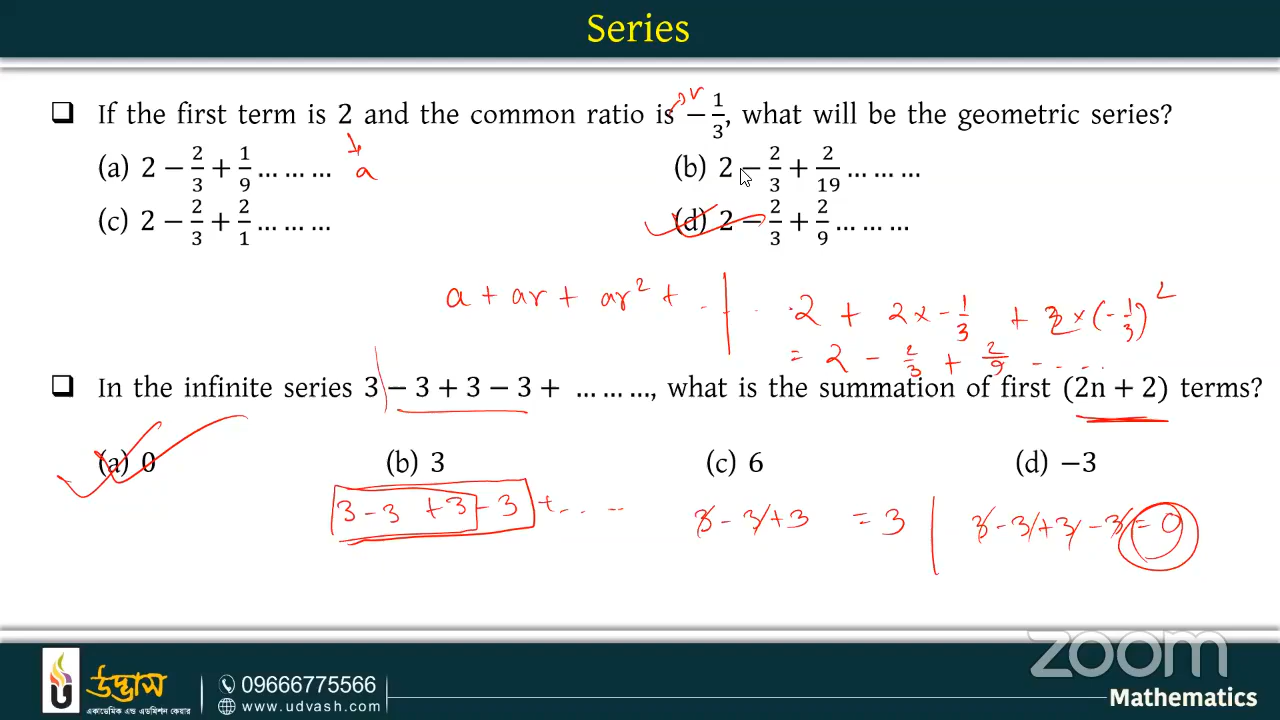 Series
❑ If the first term is 2 and the common ratio is −1/3, what will be the geometric series?
r
(a) 2 − 2/3 + 1/9 ... ... ...
a
(b) 2 − 2/3 + 2/19 ... ... ...
(c) 2 − 2/3 + 2/1 ... ... ...
(d) 2 − 2/3 + 2/9 ... ... ...
a + ar + ar² + . . .
2 + 2 × −1/3 + 2 × (−1/3)²
= 2 − 2/3 + 2/9 - - - . .
❑ In the infinite series 3 − 3 + 3 − 3 + ... ... ..., what is the summation of first (2n + 2) terms?
(a) 0
(b) 3
(c) 6
(d) −3
3 − 3 + 3 − 3 + . . . . .
3 − 3 + 3 = 3
3 − 3 + 3 − 3 = 0
zoom
উদ্ভাস
একাডেমিক এন্ড এডমিশন কেয়ার
09666775566
www.udvash.com
Mathematics